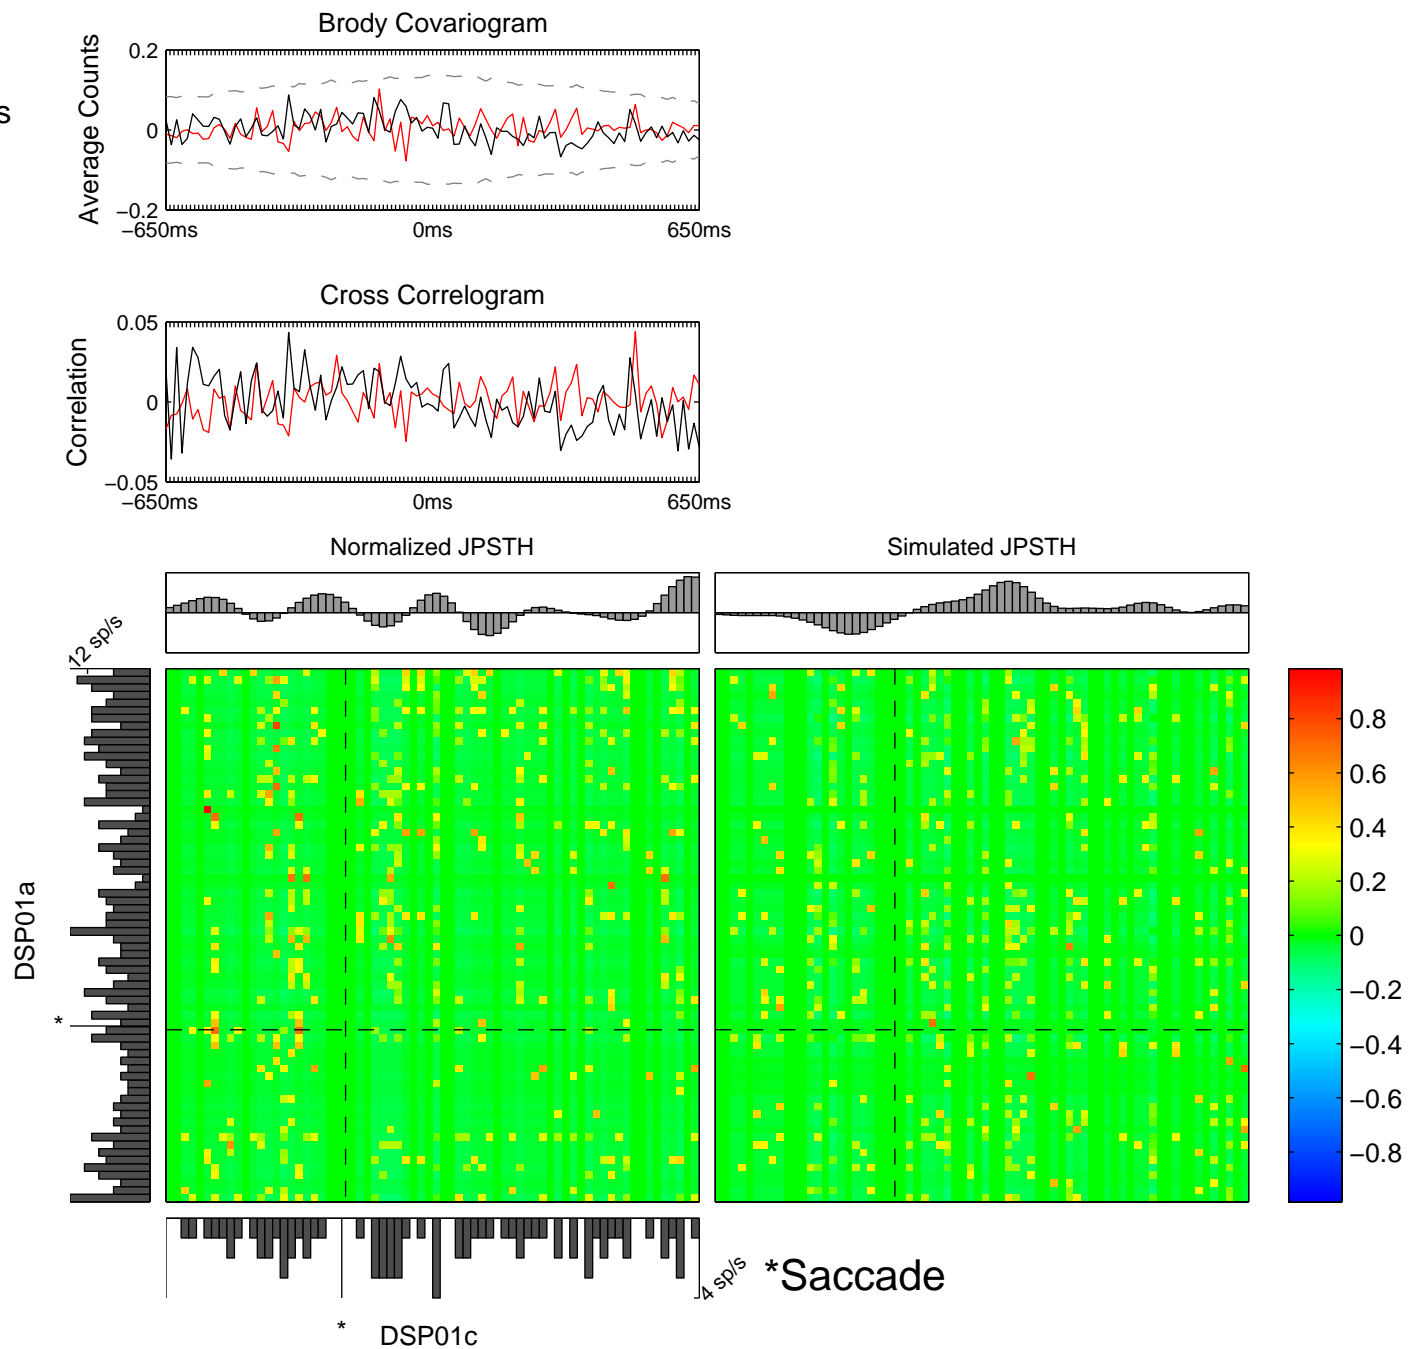 Brody Covariogram
s
Average Counts
0.2
0
−0.2
−650ms
0ms
650ms
Cross Correlogram
Correlation
0.05
0
−0.05
−650ms
0ms
650ms
Normalized JPSTH
Simulated JPSTH
12 sp/s
DSP01a
*
0.8
0.6
0.4
0.2
0
−0.2
−0.4
−0.6
−0.8
4 sp/s
*Saccade
*
DSP01c